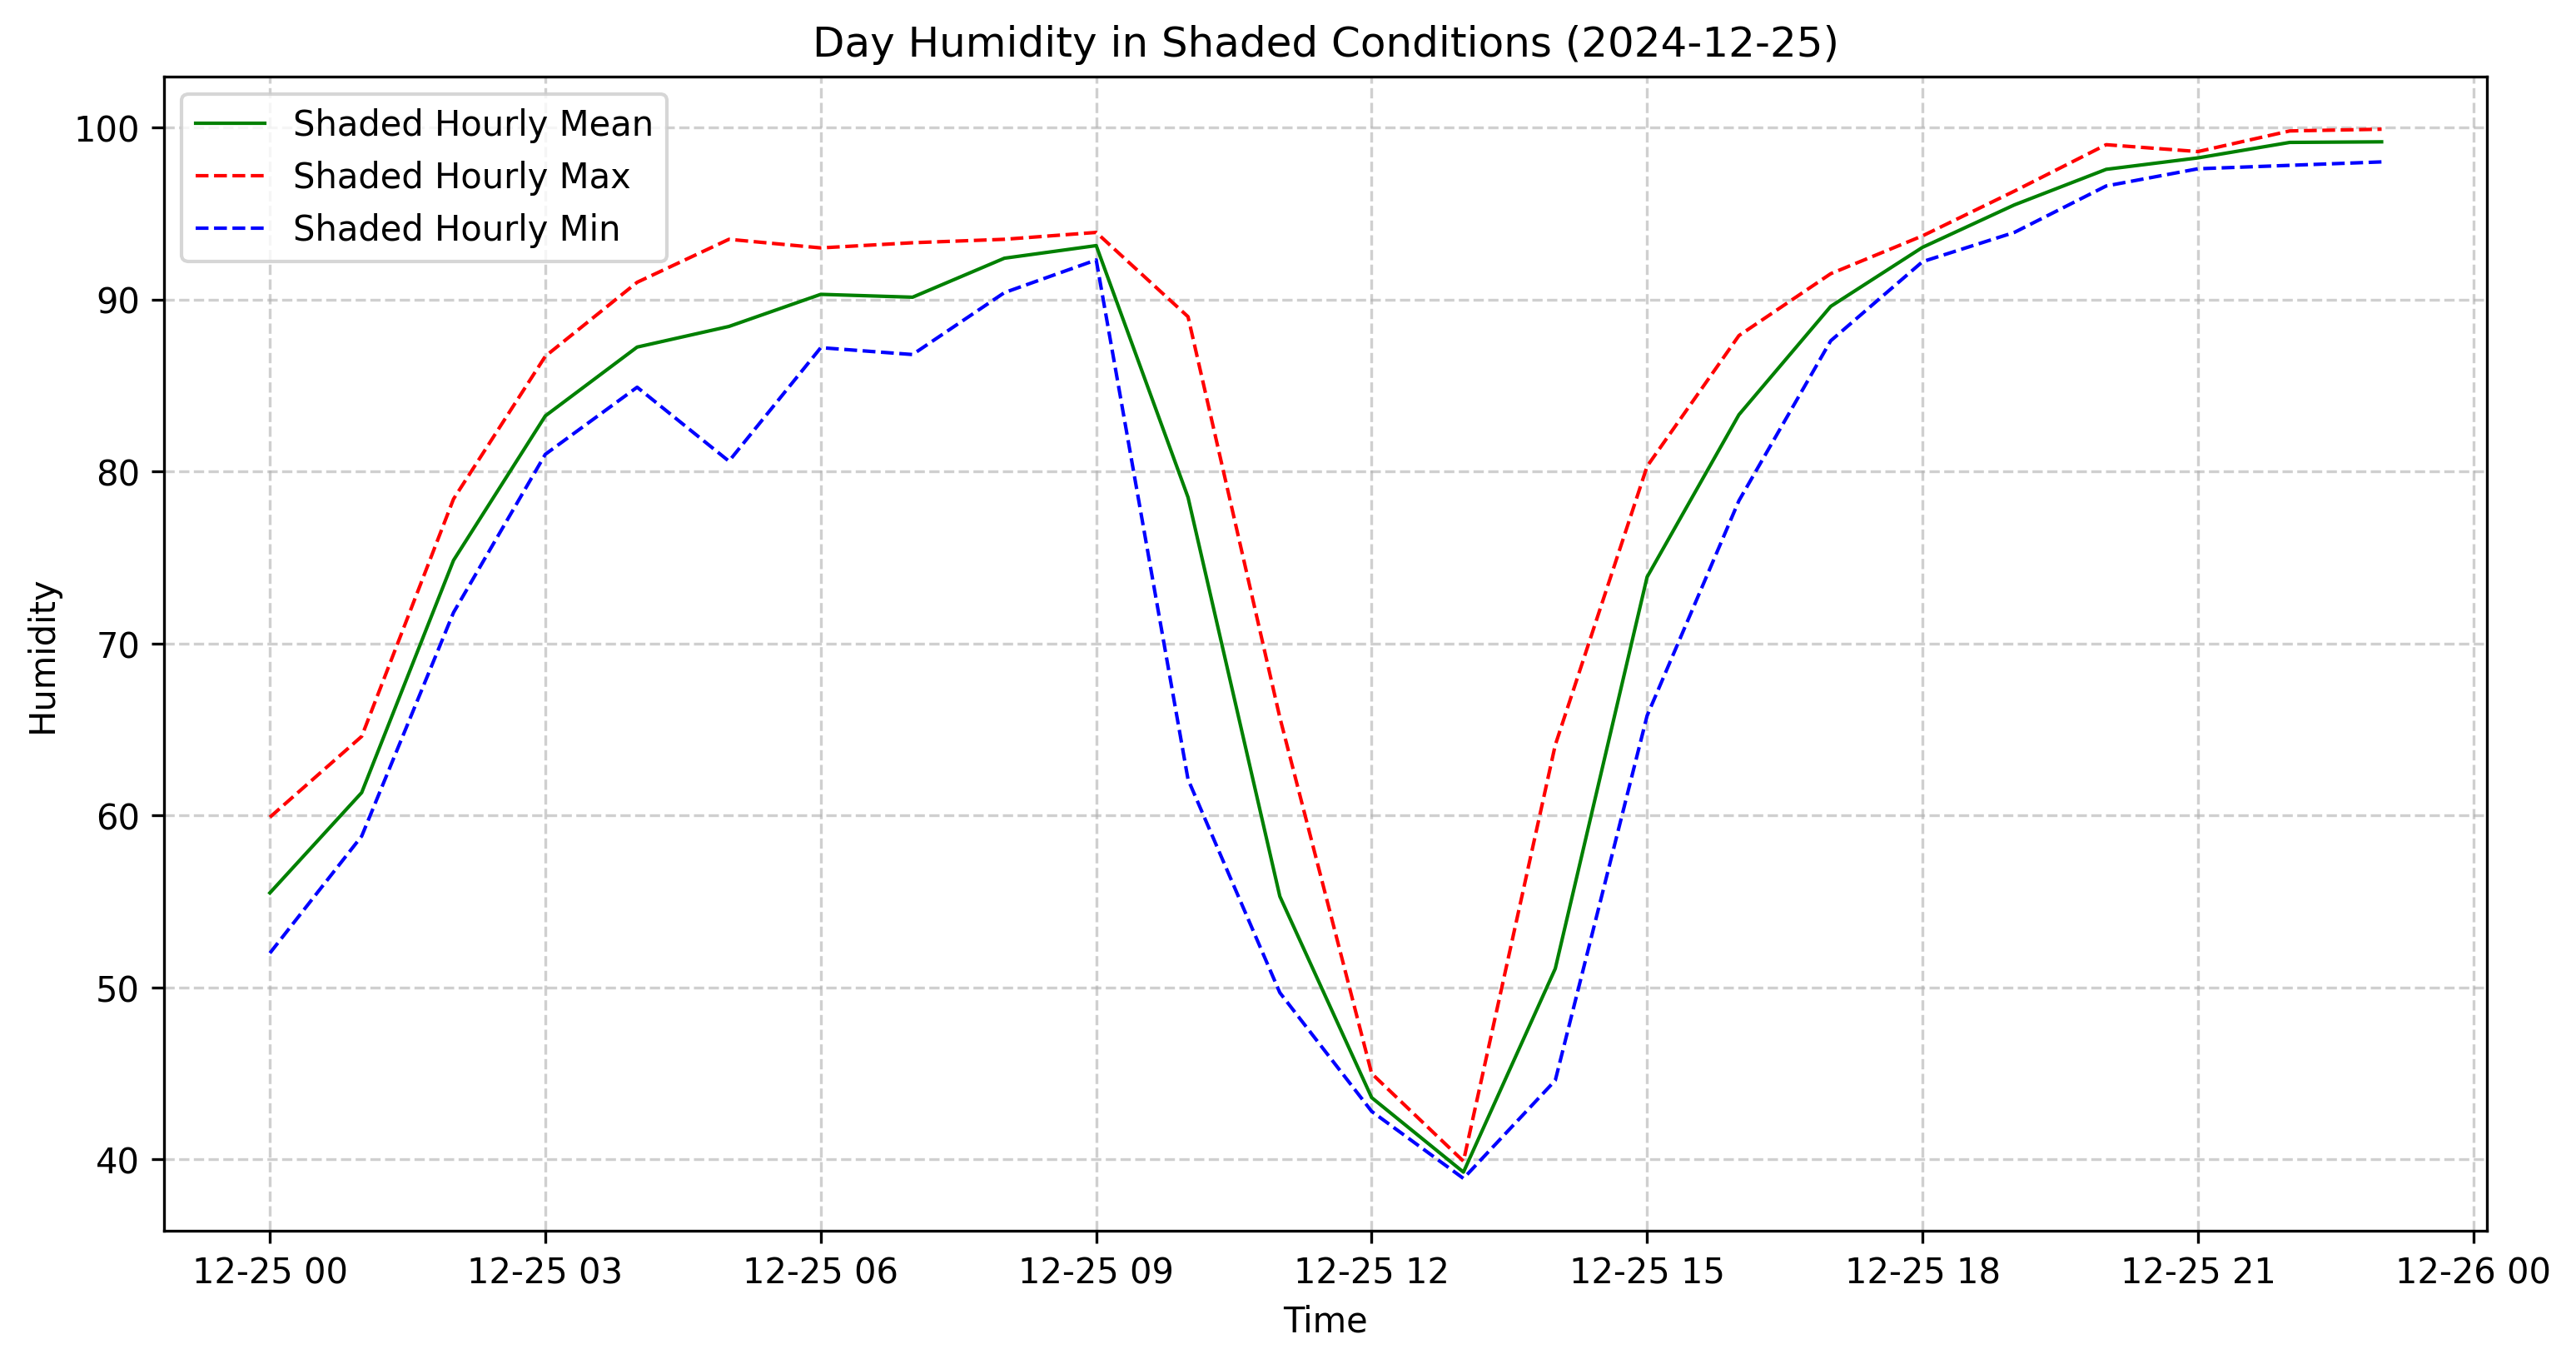 Day Humidity in Shaded Conditions (2024-12-25)
Shaded Hourly Mean
Shaded Hourly Max
Shaded Hourly Min
100
90
80
70
60
50
40
Humidity
12-25 00
12-25 03
12-25 06
12-25 09
12-25 12
12-25 15
12-25 18
12-25 21
12-26 00
Time